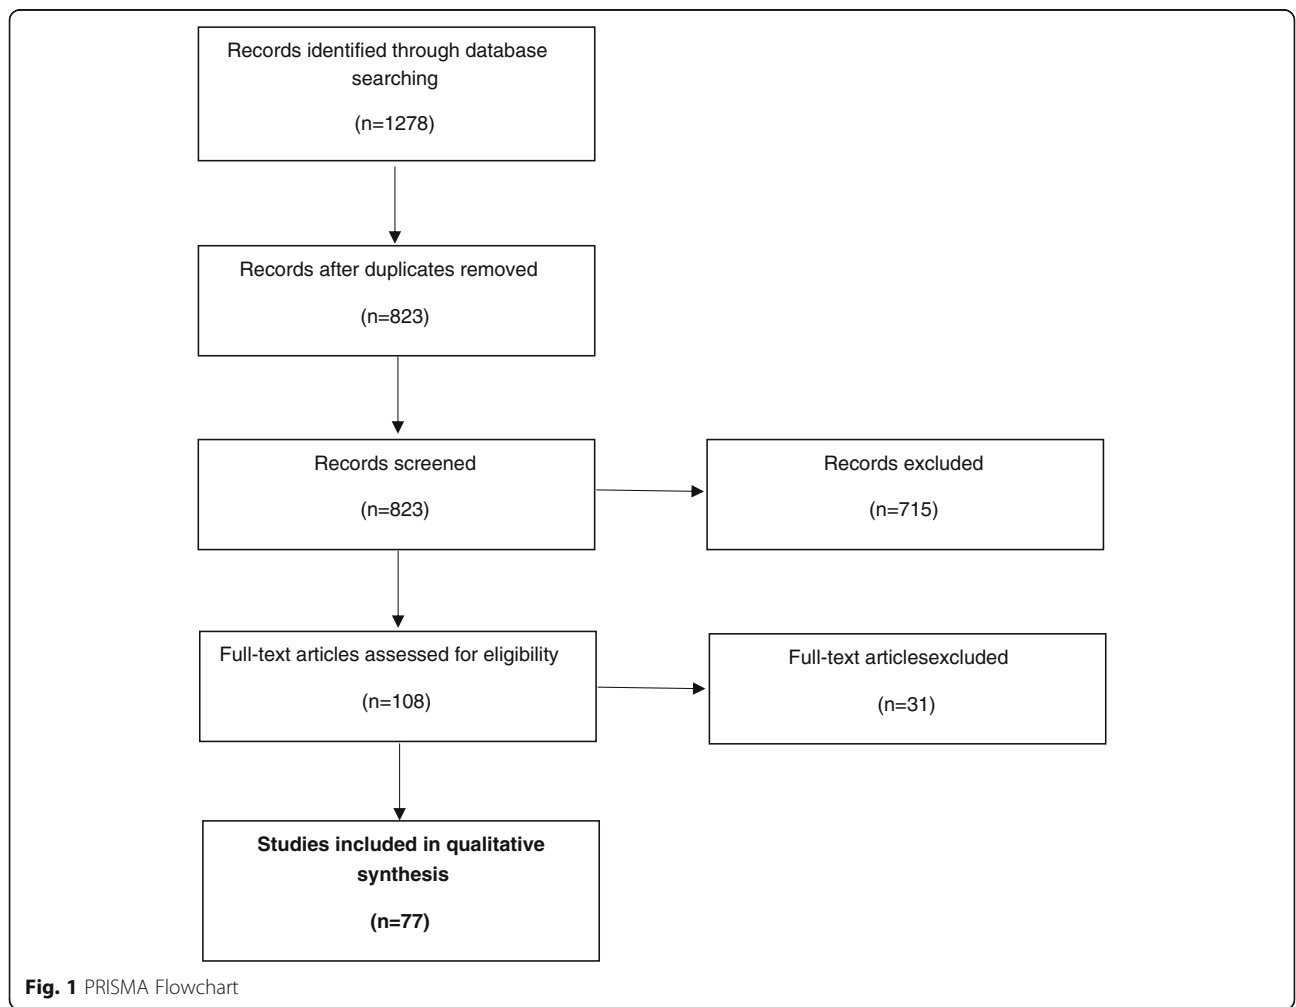 Records identified through database
searching
(n=1278)
Records after duplicates removed
(n=823)
Records screened
(n=823)
Records excluded
(n=715)
Full-text articles assessed for eligibility
(n=108)
Full-text articlesexcluded
(n=31)
Studies included in qualitative
synthesis
(n=77)
Fig. 1 PRISMA Flowchart